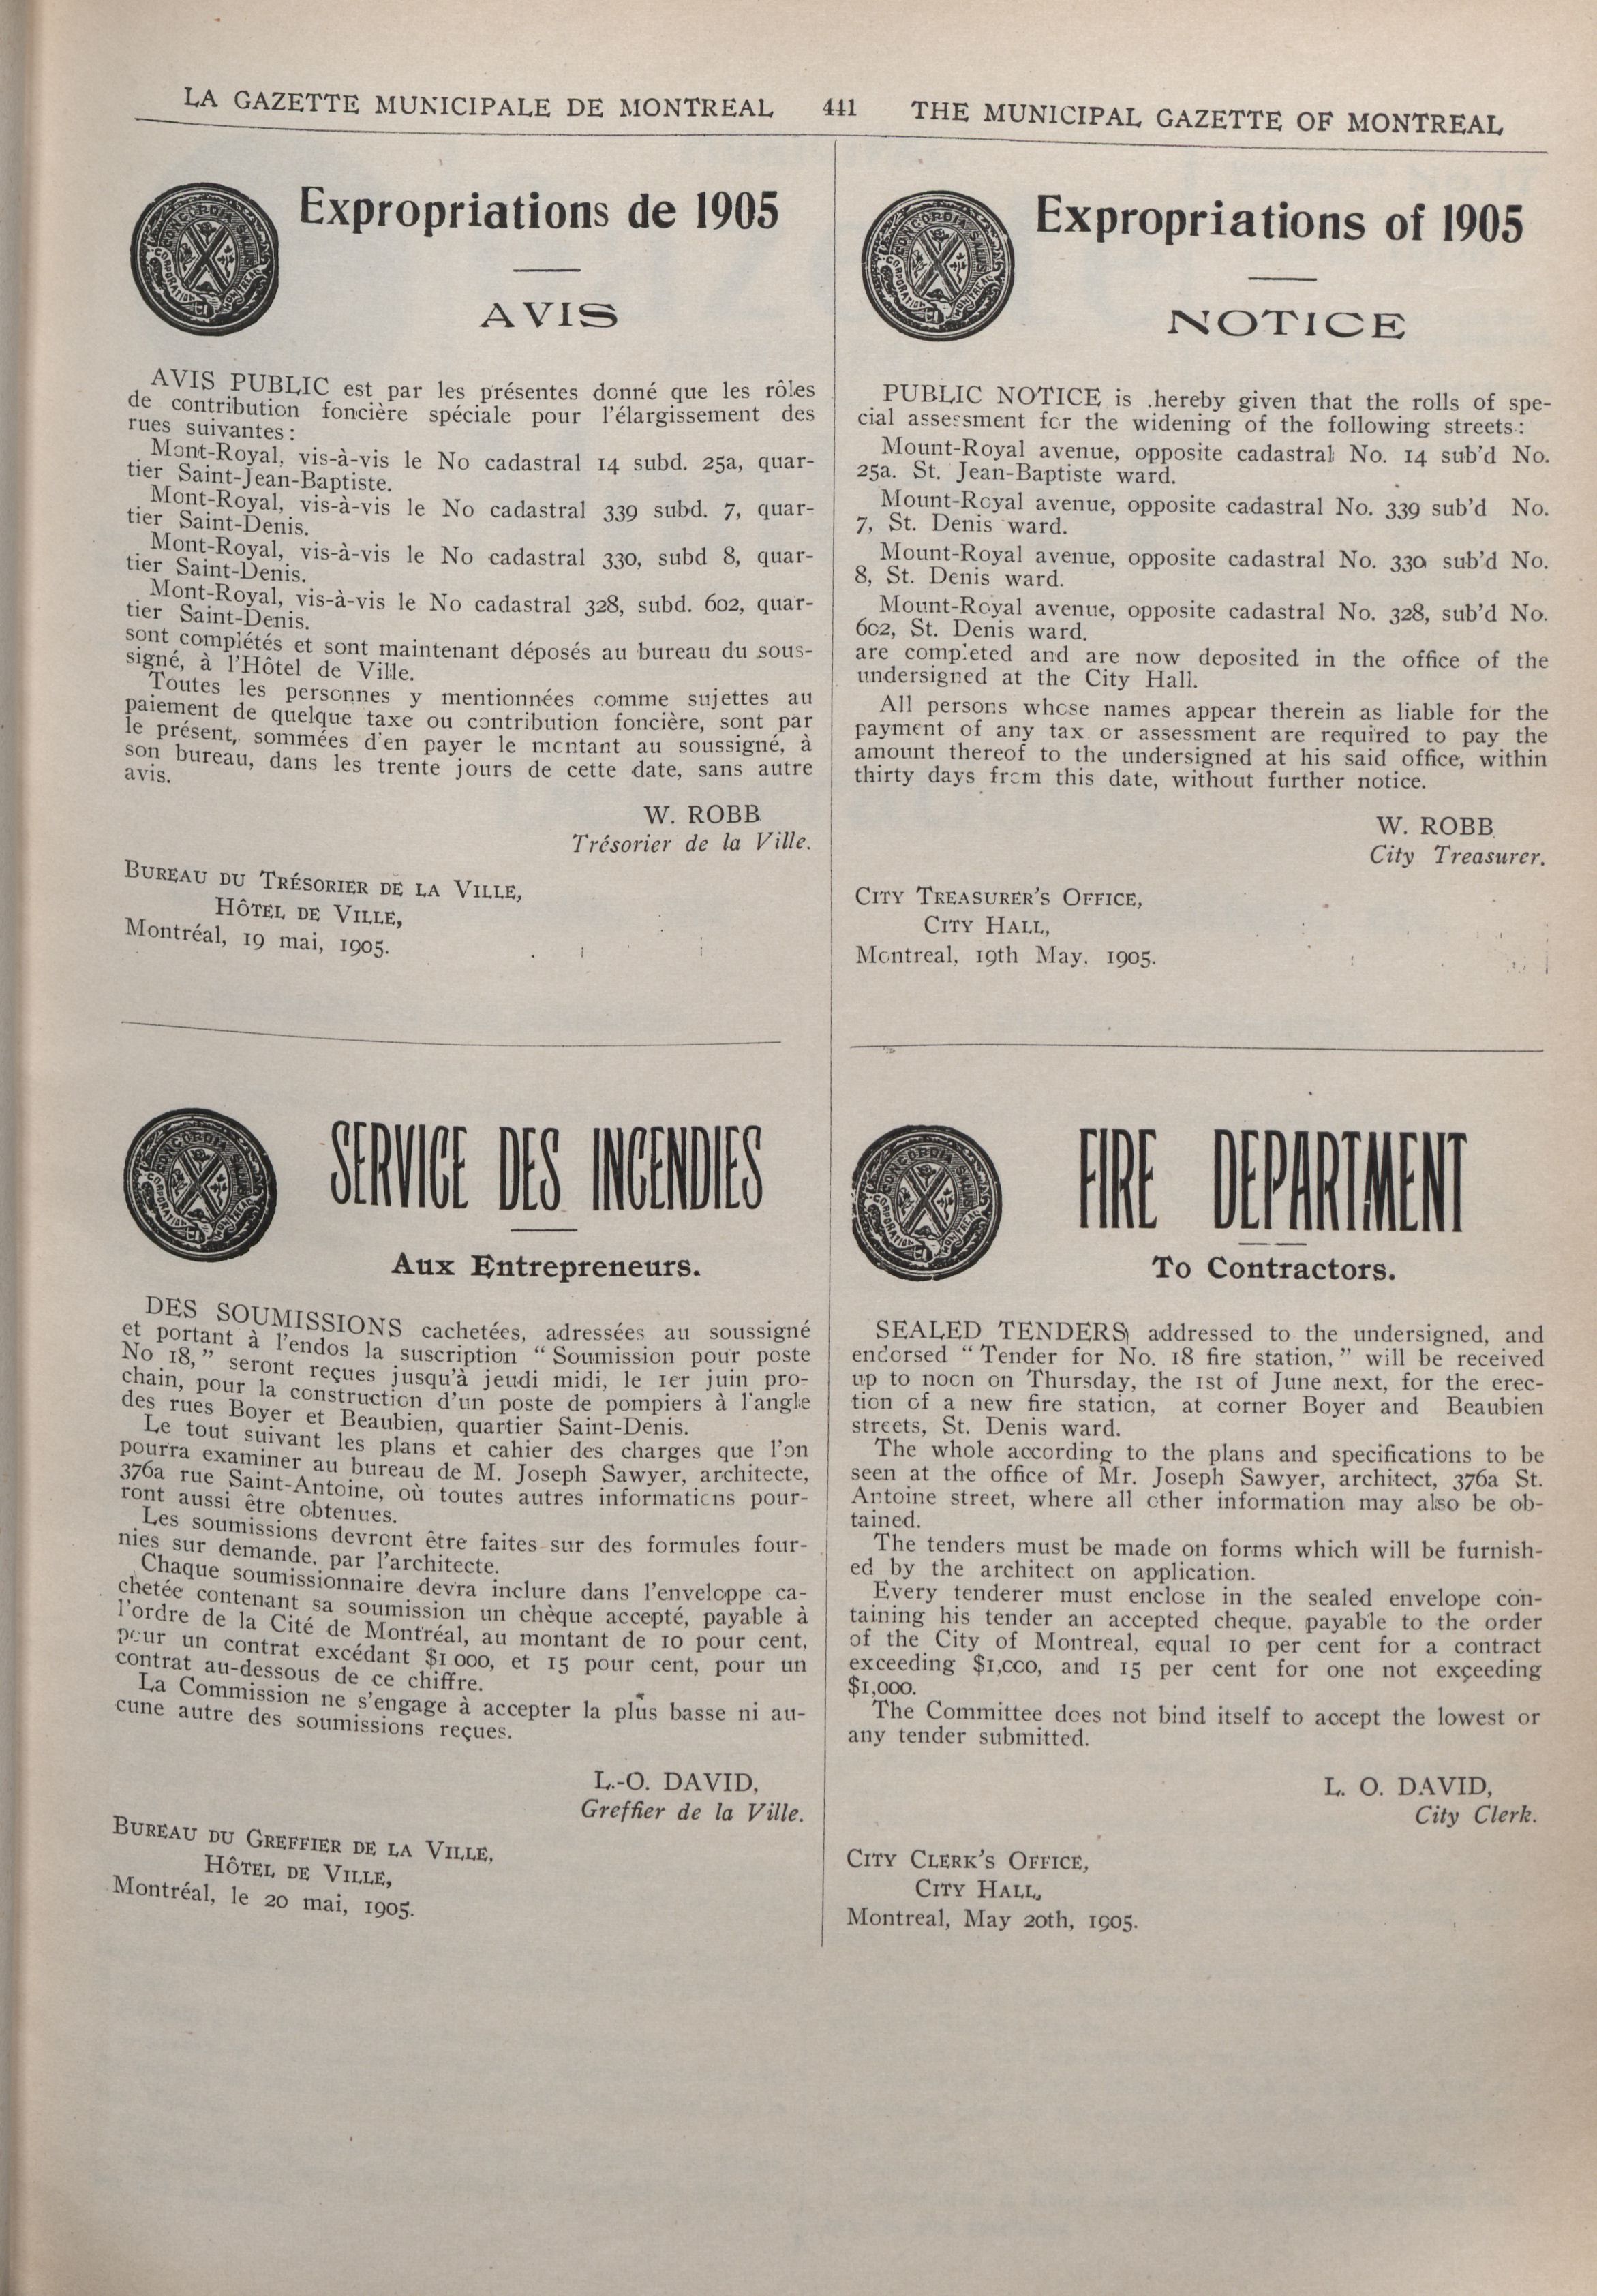 LA GAZETTE MUNICIPALE DE MONTREAL 441 THE MUNICIPAL GAZETTE OF MONTREAL
Expropriations de 1905
AVIS
AVIS PUBLIC est par les présentes donné que les rôles
de contribution foncière spéciale pour l'élargissement des
rues suivantes :
Mont-Royal, vis-à-vis le No cadastral 14 subd. 25a, quar-
tier Saint-Jean-Baptiste.
Mont-Royal, vis-à-vis le No cadastral 339 subd. 7, quar-
tier Saint-Denis.
Mont-Royal, vis-à-vis le No cadastral 330, subd 8, quar-
tier Saint-Denis.
Mont-Royal, vis-à-vis le No cadastral 328, subd. 602, quar-
tier Saint-Denis.
sont complétés et sont maintenant déposés au bureau du sous-
signé, à l'Hôtel de Ville.
Toutes les personnes y mentionnées comme sujettes au
paiement de quelque taxe ou contribution foncière, sont par
le présent, sommées d'en payer le montant au soussigné, à
son bureau, dans les trente jours de cette date, sans autre
avis.
W. ROBB
Trésorier de la Ville.
BUREAU DU TRÉSORIER DE LA VILLE,
HÔTEL DE VILLE,
Montréal, 19 mai, 1905.
SERVICE DES INCENDIES
Aux Entrepreneurs.
DES SOUMISSIONS cachetées, adressées au soussigné
et portant à l'endos la suscription " Soumission pour poste
No 18, " seront reçues jusqu'à jeudi midi, le 1er juin pro-
chain, pour la construction d'un poste de pompiers à l'angle
des rues Boyer et Beaubien, quartier Saint-Denis.
Le tout suivant les plans et cahier des charges que l'on
pourra examiner au bureau de M. Joseph Sawyer, architecte,
376a rue Saint-Antoine, où toutes autres informations pour-
ront aussi être obtenues.
Les soumissions devront être faites sur des formules four-
nies sur demande, par l'architecte.
Chaque soumissionnaire devra inclure dans l'enveloppe ca-
chetée contenant sa soumission un chèque accepté, payable à
l'ordre de la Cité de Montréal, au montant de 10 pour cent,
pour un contrat excédant $1 000, et 15 pour cent, pour un
contrat au-dessous de ce chiffre.
La Commission ne s'engage à accepter la plus basse ni au-
cune autre des soumissions reçues.
L.-O. DAVID,
Greffier de la Ville.
BUREAU DU GREFFIER DE LA VILLE,
HÔTEL DE VILLE,
Montréal, le 20 mai, 1905.
Expropriations of 1905
NOTICE
PUBLIC NOTICE is hereby given that the rolls of spe-
cial assessment for the widening of the following streets :
Mount-Royal avenue, opposite cadastral No. 14 sub'd No.
25a. St. Jean-Baptiste ward.
Mount-Royal avenue, opposite cadastral No. 339 sub'd No.
7, St. Denis ward.
Mount-Royal avenue, opposite cadastral No. 330 sub'd No.
8, St. Denis ward.
Mount-Royal avenue, opposite cadastral No. 328, sub'd No.
602, St. Denis ward.
are completed and are now deposited in the office of the
undersigned at the City Hall.
All persons whose names appear therein as liable for the
payment of any tax or assessment are required to pay the
amount thereof to the undersigned at his said office, within
thirty days from this date, without further notice.
W. ROBB
City Treasurer.
CITY TREASURER'S OFFICE,
CITY HALL,
Montreal, 19th May, 1905.
FIRE DEPARTMENT
To Contractors.
SEALED TENDERS, addressed to the undersigned, and
endorsed " Tender for No. 18 fire station, " will be received
up to noon on Thursday, the 1st of June next, for the erec-
tion of a new fire station, at corner Boyer and Beaubien
streets, St. Denis ward.
The whole according to the plans and specifications to be
seen at the office of Mr. Joseph Sawyer, architect, 376a St.
Antoine street, where all other information may also be ob-
tained.
The tenders must be made on forms which will be furnish-
ed by the architect on application.
Every tenderer must enclose in the sealed envelope con-
taining his tender an accepted cheque, payable to the order
of the City of Montreal, equal 10 per cent for a contract
exceeding $1,000, and 15 per cent for one not exceeding
$1,000.
The Committee does not bind itself to accept the lowest or
any tender submitted.
L. O. DAVID,
City Clerk.
CITY CLERK'S OFFICE,
CITY HALL,
Montreal, May 20th, 1905.